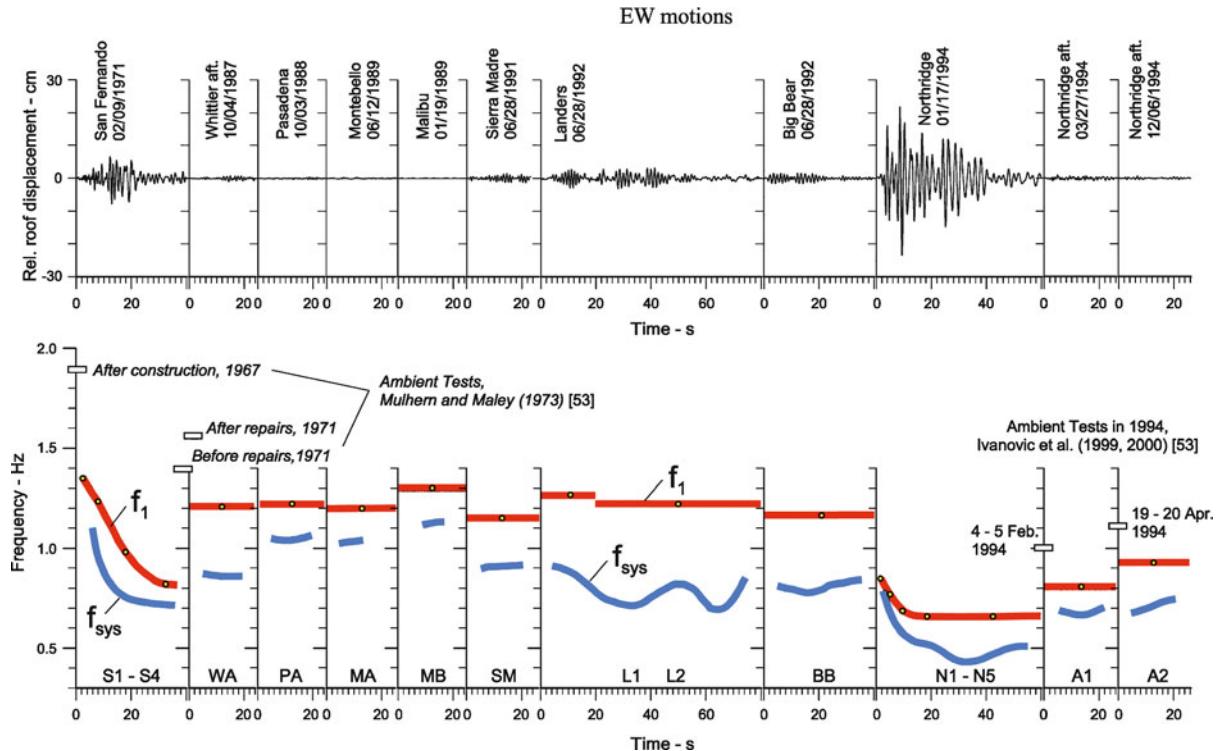 EW motions
Rel. roof displacement - cm
30
0
-30
San Fernando
02/09/1971
Whittier aft.
10/04/1987
Pasadena
10/03/1988
Montebello
06/12/1989
Malibu
01/19/1989
Sierra Madre
06/28/1991
Landers
06/28/1992
Big Bear
06/28/1992
Northridge
01/17/1994
Northridge aft.
03/27/1994
Northridge aft.
12/06/1994
0 20 0 20 0 20 0 20 0 20 0 20 0 20 40 60 0 20 0 20 40 0 20 0 20
Time - s
Frequency - Hz
2.0
1.5
1.0
0.5
After construction, 1967
After repairs, 1971
Before repairs,1971
Ambient Tests,
Mulhern and Maley (1973) [53]
Ambient Tests in 1994,
Ivanovic et al. (1999, 2000) [53]
4 - 5 Feb.
1994
19 - 20 Apr.
1994
f1
fsys
f1
fsys
S1 - S4 WA PA MA MB SM L1 L2 BB N1 - N5 A1 A2
0 20 0 20 0 20 0 20 0 20 0 20 0 20 40 60 0 20 0 20 40 0 20 0 20
Time - s